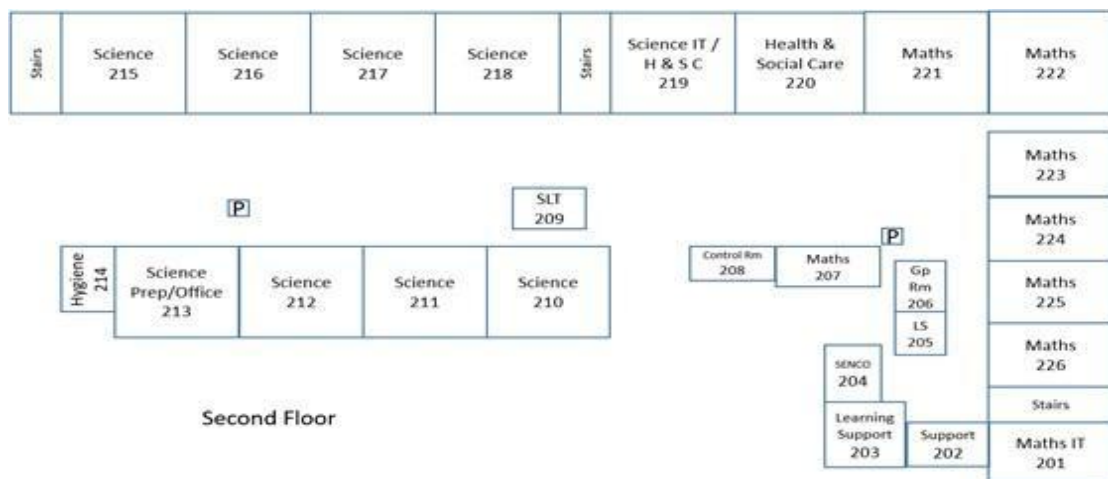 Stairs
Science
215
Science
216
Science
217
Science
218
Stairs
Science IT /
H & S C
219
Health &
Social Care
220
Maths
221
Maths
222
Maths
223
P
SLT
209
Maths
224
P
Hygiene
214
Science
Prep/Office
213
Science
212
Science
211
Science
210
Control Rm
208
Maths
207
Gp
Rm
206
Maths
225
LS
205
Maths
226
SENCO
204
Stairs
Second Floor
Learning
Support
203
Support
202
Maths IT
201